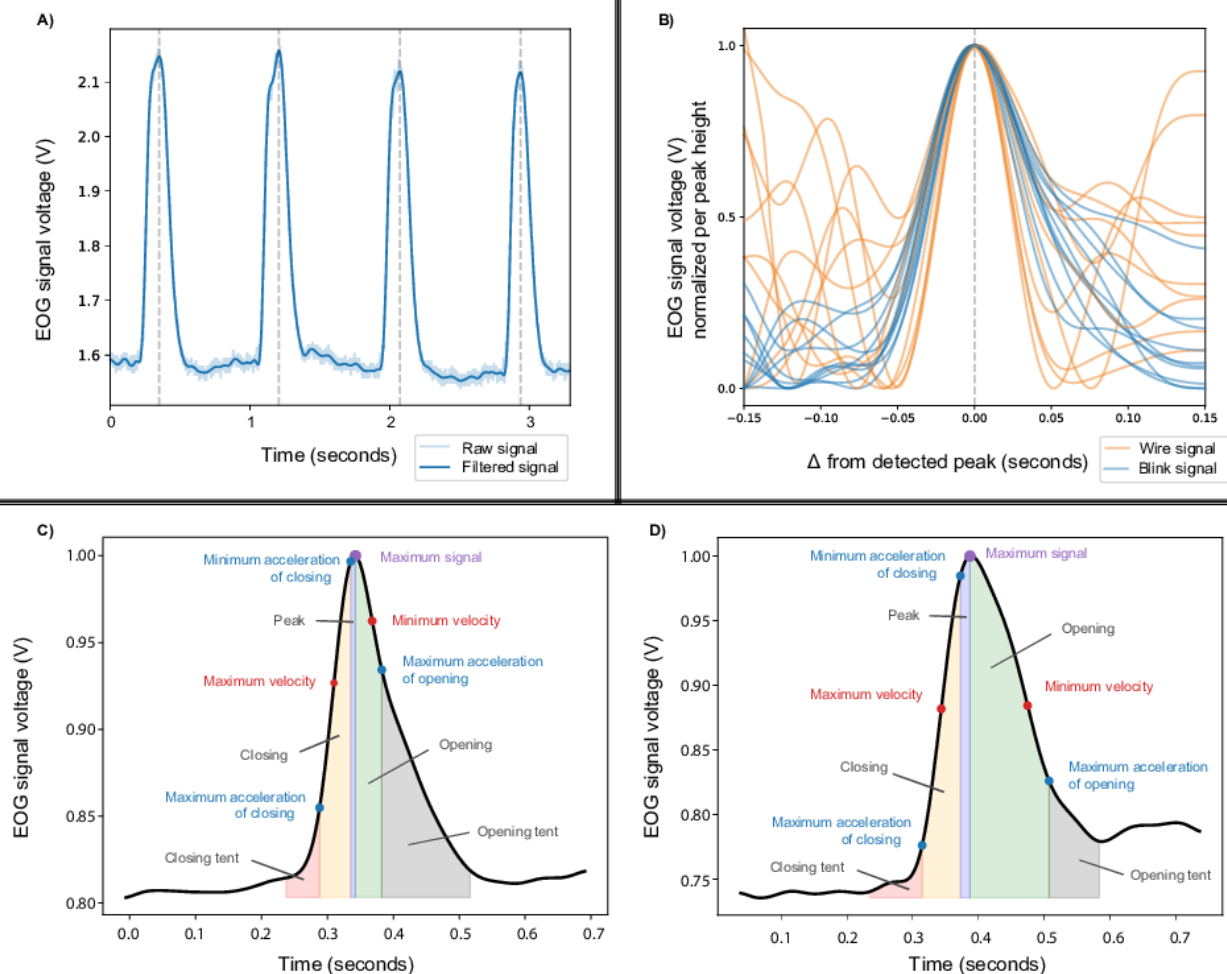 A)
EOG signal voltage (V)
2.1
2.0
1.9
1.8
1.7
1.6
0
1
2
3
Time (seconds)
Raw signal
Filtered signal
B)
EOG signal voltage (V)
normalized per peak height
1.0
0.5
0.0
−0.15
−0.10
−0.05
0.00
0.05
0.10
0.15
Δ from detected peak (seconds)
Wire signal
Blink signal
C)
EOG signal voltage (V)
1.00
0.95
0.90
0.85
0.80
Minimum acceleration
of closing
Maximum signal
Peak
Minimum velocity
Maximum acceleration
of opening
Maximum velocity
Closing
Opening
Maximum acceleration
of closing
Opening tent
Closing tent
0.0
0.1
0.2
0.3
0.4
0.5
0.6
0.7
Time (seconds)
D)
EOG signal voltage (V)
1.00
0.95
0.90
0.85
0.80
0.75
Minimum acceleration
of closing
Maximum signal
Peak
Opening
Maximum velocity
Minimum velocity
Closing
Maximum acceleration
of opening
Maximum acceleration
of closing
Closing tent
Opening tent
0.1
0.2
0.3
0.4
0.5
0.6
0.7
Time (seconds)